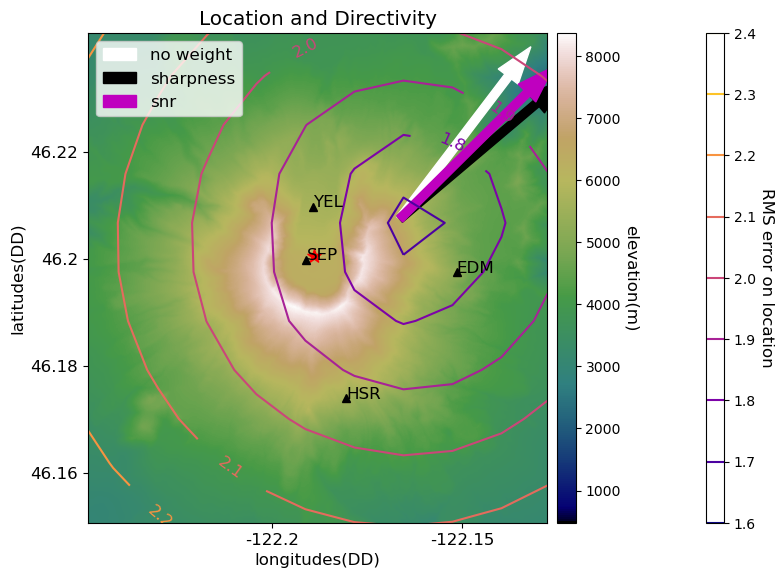 Location and Directivity
no weight
sharpness
snr
2.0
1.8
YEL
SEP
EDM
HSR
2.1
2.2
46.22
46.2
46.18
46.16
latitudes(DD)
-122.2
-122.15
longitudes(DD)
8000
7000
6000
5000
4000
3000
2000
1000
elevation(m)
2.4
2.3
2.2
2.1
2.0
1.9
1.8
1.7
1.6
RMS error on location